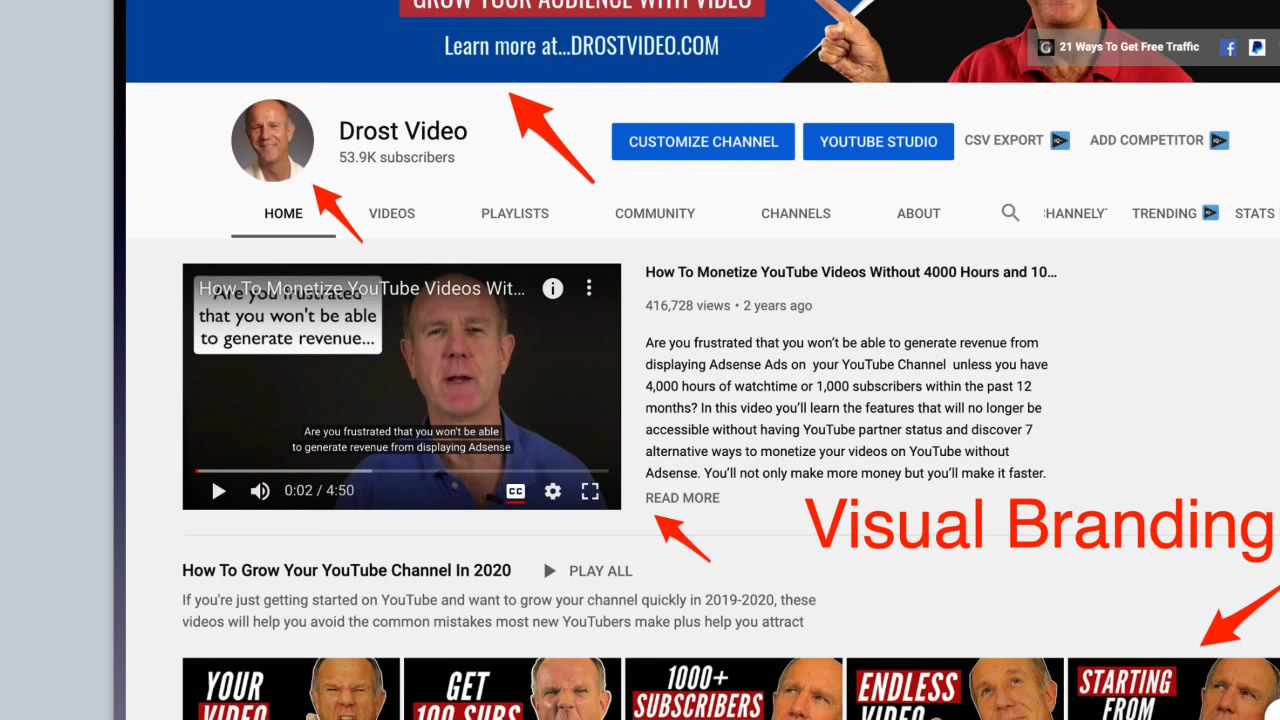 GROW YOUR AUDIENCE WITH VIDEO
Learn more at...DROSTVIDEO.COM
21 Ways To Get Free Traffic
Drost Video
53.9K subscribers
CUSTOMIZE CHANNEL
YOUTUBE STUDIO
CSV EXPORT
ADD COMPETITOR
HOME
VIDEOS
PLAYLISTS
COMMUNITY
CHANNELS
ABOUT
:HANNELY
TRENDING
STATS
How To Monetize YouTube Videos Wit...
Are you frustrated
that you won't be able
to generate revenue...
Are you frustrated that you won't be able
to generate revenue from displaying Adsense
0:02 / 4:50
CC
How To Monetize YouTube Videos Without 4000 Hours and 10...
416,728 views • 2 years ago
Are you frustrated that you won't be able to generate revenue from
displaying Adsense Ads on your YouTube Channel unless you have
4,000 hours of watchtime or 1,000 subscribers within the past 12
months? In this video you'll learn the features that will no longer be
accessible without having YouTube partner status and discover 7
alternative ways to monetize your videos on YouTube without
Adsense. You'll not only make more money but you'll make it faster.
READ MORE
Visual Branding
How To Grow Your YouTube Channel In 2020
PLAY ALL
If you're just getting started on YouTube and want to grow your channel quickly in 2019-2020, these
videos will help you avoid the common mistakes most new YouTubers make plus help you attract
YOUR
VIDEO
GET
100 SUBS
1000+
SUBSCRIBERS
ENDLESS
VIDEO
STARTING
FROM